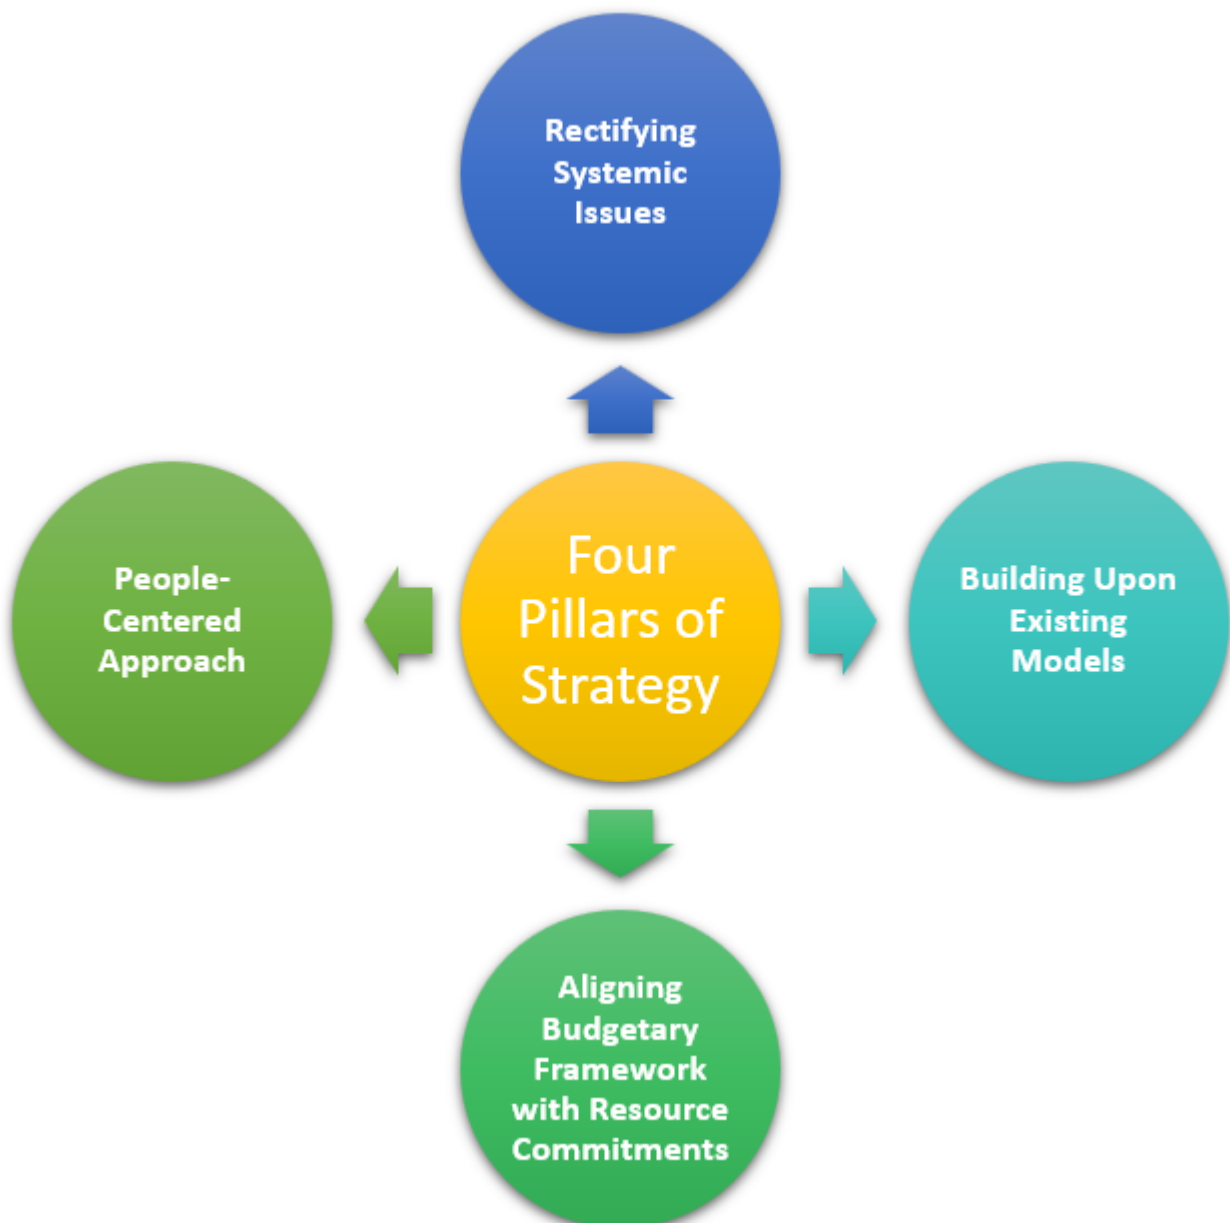 Rectifying
Systemic
Issues
People-
Centered
Approach
Four
Pillars of
Strategy
Building Upon
Existing
Models
Aligning
Budgetary
Framework
with Resource
Commitments